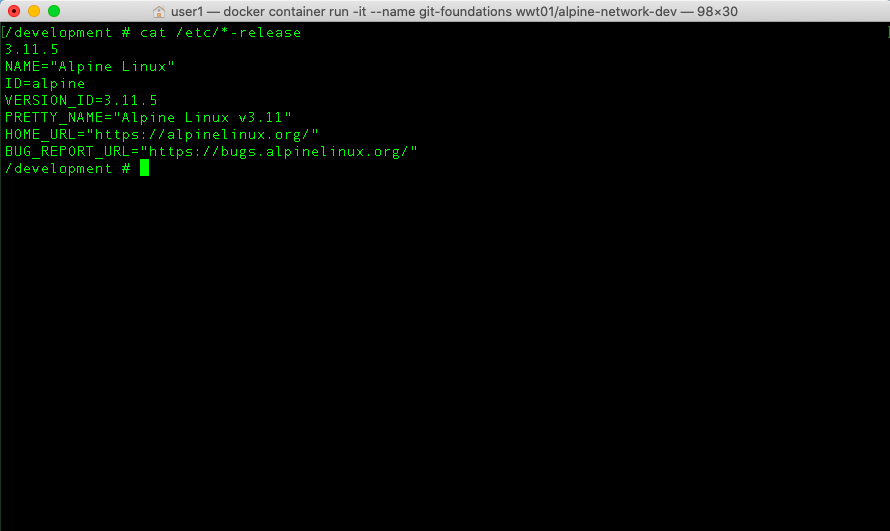 user1 — docker container run -it --name git-foundations wwt01/alpine-network-dev — 98×30
[/development # cat /etc/*-release ]
3.11.5
NAME="Alpine Linux"
ID=alpine
VERSION_ID=3.11.5
PRETTY_NAME="Alpine Linux v3.11"
HOME_URL="https://alpinelinux.org/"
BUG_REPORT_URL="https://bugs.alpinelinux.org/"
/development #